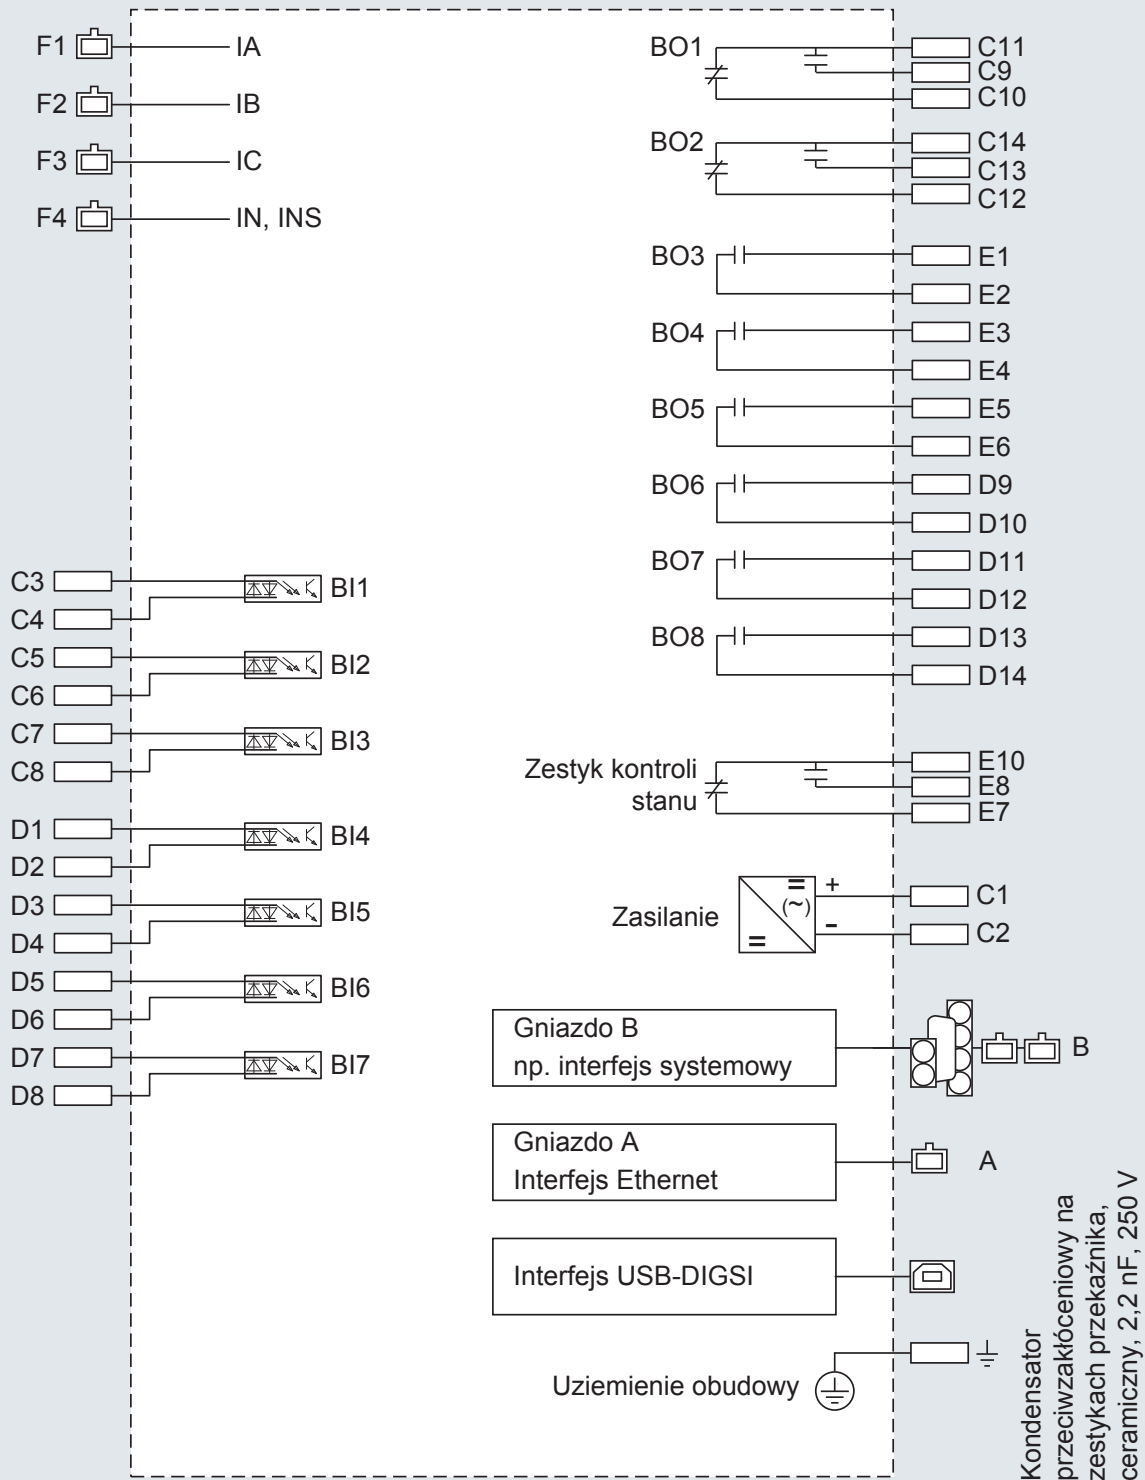 F1 IA
F2 IB
F3 IC
F4 IN, INS
C3
C4
BI1
C5
C6
BI2
C7
C8
BI3
D1
D2
BI4
D3
D4
BI5
D5
D6
BI6
D7
D8
BI7
BO1
C11
C9
C10
BO2
C14
C13
C12
BO3
E1
E2
BO4
E3
E4
BO5
E5
E6
BO6
D9
D10
BO7
D11
D12
BO8
D13
D14
Zestyk kontroli
stanu
E10
E8
E7
Zasilanie
= +
(~)
= -
C1
C2
Gniazdo B
np. interfejs systemowy
B
Gniazdo A
Interfejs Ethernet
A
Interfejs USB-DIGSI
Uziemienie obudowy
Kondensator
przeciwzakłóceniowy na
zestykach przekaźnika,
ceramiczny, 2,2 nF, 250 V